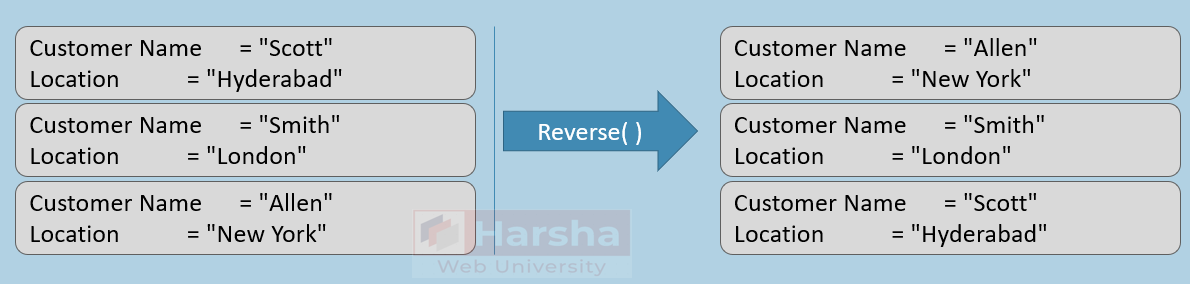 Customer Name = "Scott"
Location = "Hyderabad"
Customer Name = "Smith"
Location = "London"
Customer Name = "Allen"
Location = "New York"
Reverse( )
Customer Name = "Allen"
Location = "New York"
Customer Name = "Smith"
Location = "London"
Customer Name = "Scott"
Location = "Hyderabad"
Harsha
Web University